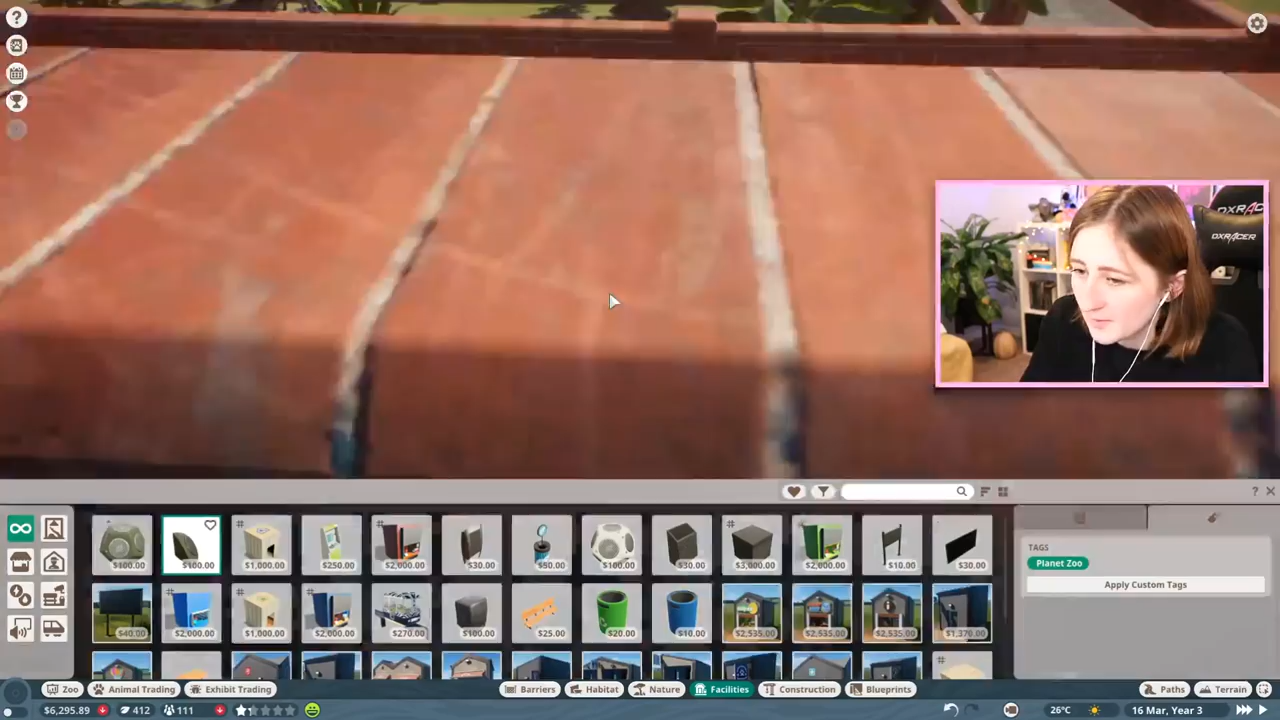 DXRACER
DXRACER
$100.00 $100.00 $1,000.00 $250.00 $2,000.00 $30.00 $50.00 $100.00 $30.00 $3,000.00 $2,000.00 $10.00 $30.00
TAGS
Planet Zoo
Apply Custom Tags
$40.00 $2,000.00 $1,000.00 $2,000.00 $270.00 $100.00 $25.00 $20.00 $10.00 $2,535.00 $2,535.00 $2,535.00 $1,370.00
Zoo Animal Trading Exhibit Trading Barriers Habitat Nature Facilities Construction Blueprints Paths Terrain
$6,295.89 412 111 26°C 16 Mar, Year 3